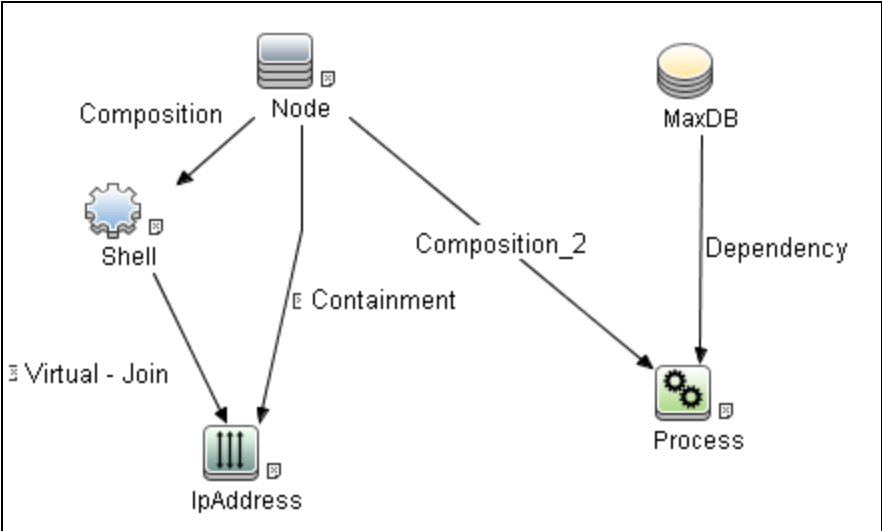 Node
MaxDB
Composition
Shell
Composition_2
Dependency
Containment
Virtual - Join
Process
IpAddress